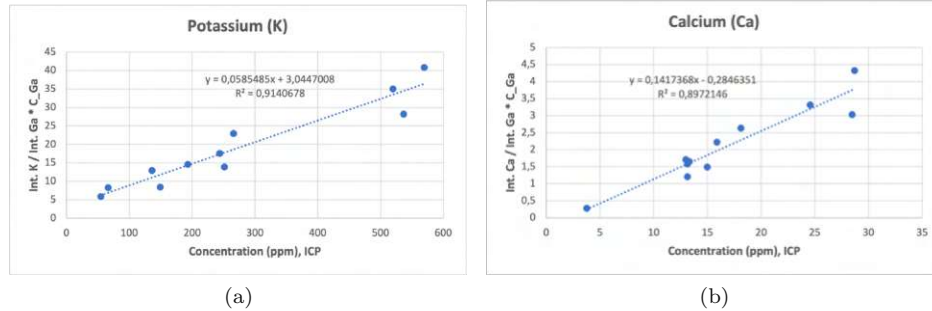 Potassium (K)
45
40
35
30
25
20
15
10
5
0
Int. K / Int. Ga * C_Ga
y = 0,0585485x + 3,0447008
R² = 0,9140678
0 100 200 300 400 500 600
Concentration (ppm), ICP
(a)
Calcium (Ca)
5
4,5
4
3,5
3
2,5
2
1,5
1
0,5
0
Int. Ca / Int. Ga * C_Ga
y = 0,1417368x - 0,2846351
R² = 0,8972146
0 5 10 15 20 25 30 35
Concentration (ppm), ICP
(b)